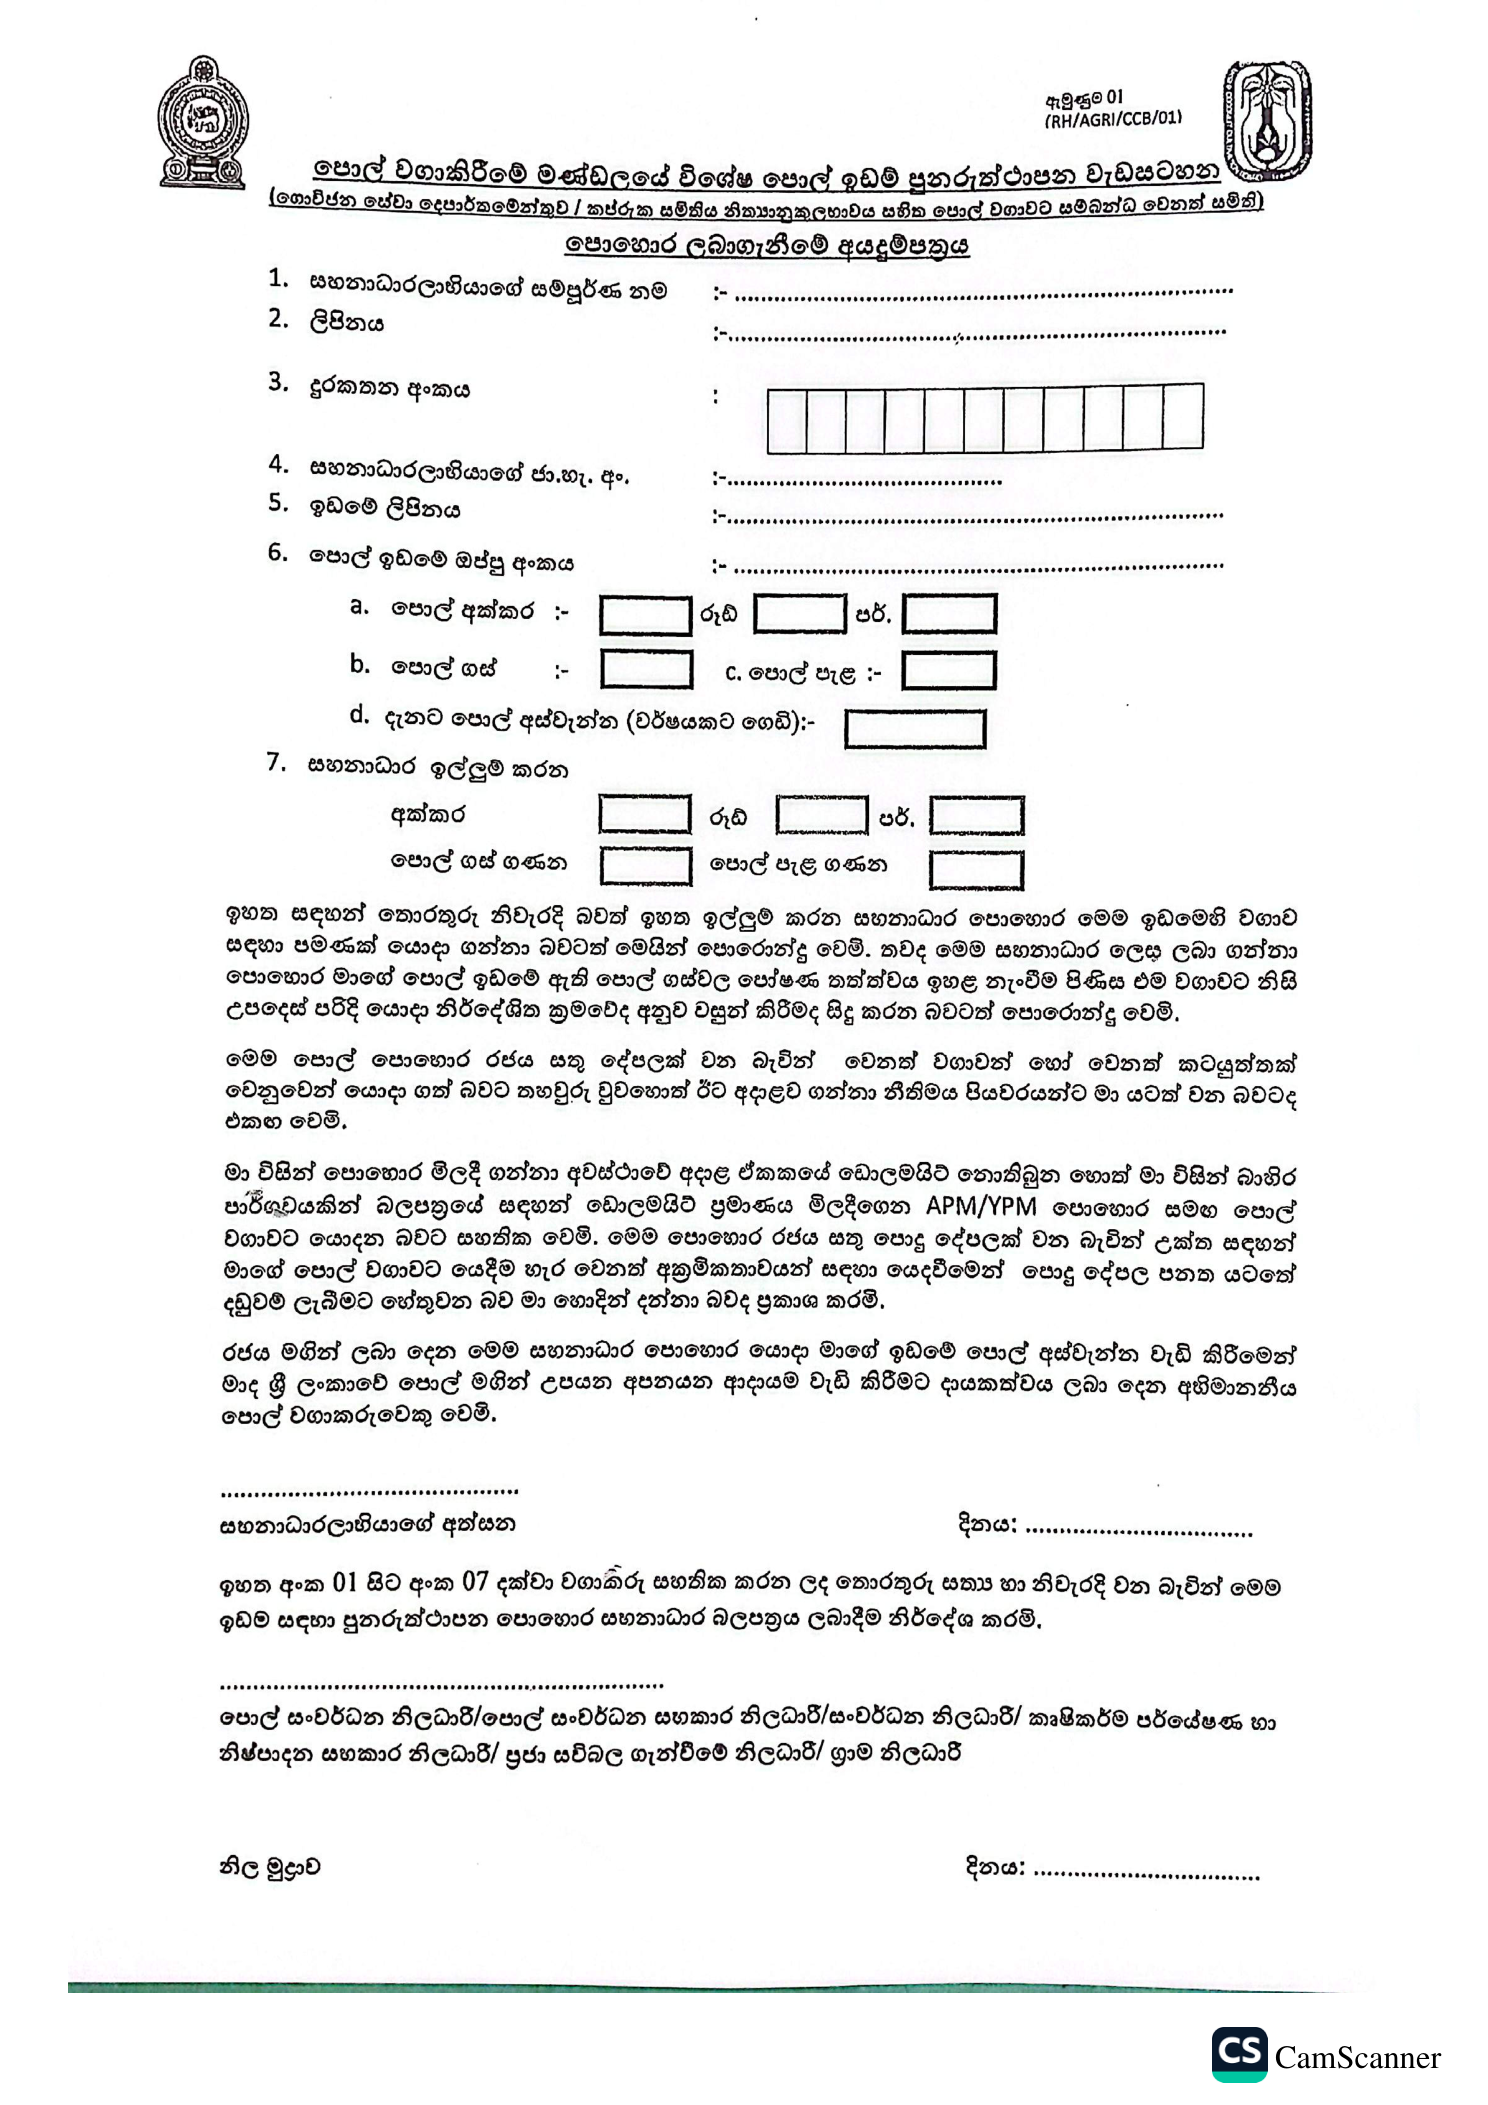 ඇමුණුම 01
(RH/AGRI/CCB/01)
පොල් වගාකිරීමේ මණ්ඩලයේ විශේෂ පොල් ඉඩම් පුනරුත්ථාපන වැඩසටහන
(ගොවිජන සේවා දෙපාර්තමේන්තුව / කප්රුක සමිතිය නිත්‍යානුකූලභාවය සහිත පොල් වගාවට සම්බන්ධ වෙනත් සමිති)
පොහොර ලබාගැනීමේ අයදුම්පත්‍රය
1. සහනාධාරලාභියාගේ සම්පූර්ණ නම :- ..............................
2. ලිපිනය :-..............................
3. දුරකතන අංකය :
4. සහනාධාරලාභියාගේ ජා.හැ. අං. :-..............................
5. ඉඩමේ ලිපිනය :-..............................
6. පොල් ඉඩමේ ඔප්පු අංකය :- ..............................
a. පොල් අක්කර :- රූඩ් පර්.
b. පොල් ගස් :- c. පොල් පැළ :-
d. දැනට පොල් අස්වැන්න (වර්ෂයකට ගෙඩි):-
7. සහනාධාර ඉල්ලුම් කරන
අක්කර රූඩ් පර්.
පොල් ගස් ගණන පොල් පැළ ගණන
ඉහත සඳහන් තොරතුරු නිවැරදි බවත් ඉහත ඉල්ලුම් කරන සහනාධාර පොහොර මෙම ඉඩමෙහි වගාව
සඳහා පමණක් යොදා ගන්නා බවටත් මෙයින් පොරොන්දු වෙමි. තවද මෙම සහනාධාර ලෙස ලබා ගන්නා
පොහොර මාගේ පොල් ඉඩමේ ඇති පොල් ගස්වල පෝෂණ තත්ත්වය ඉහළ නැංවීම පිණිස එම වගාවට නිසි
උපදෙස් පරිදි යොදා නිර්දේශිත ක්‍රමවේද අනුව වසුන් කිරීමද සිදු කරන බවටත් පොරොන්දු වෙමි.
මෙම පොල් පොහොර රජය සතු දේපලක් වන බැවින් වෙනත් වගාවන් හෝ වෙනත් කටයුත්තක්
වෙනුවෙන් යොදා ගත් බවට තහවුරු වුවහොත් ඊට අදාළව ගන්නා නීතිමය පියවරයන්ට මා යටත් වන බවටද
එකඟ වෙමි.
මා විසින් පොහොර මිලදී ගන්නා අවස්ථාවේ අදාළ ඒකකයේ ඩොලමයිට් නොතිබුන හොත් මා විසින් බාහිර
පාර්ශවයකින් බලපත්‍රයේ සඳහන් ඩොලමයිට් ප්‍රමාණය මිලදීගෙන APM/YPM පොහොර සමඟ පොල්
වගාවට යොදන බවට සහතික වෙමි. මෙම පොහොර රජය සතු පොදු දේපලක් වන බැවින් උක්ත සඳහන්
මාගේ පොල් වගාවට යෙදීම හැර වෙනත් අක්‍රමිකතාවයන් සඳහා යෙදවීමෙන් පොදු දේපල පනත යටතේ
දඬුවම් ලැබීමට හේතුවන බව මා හොදින් දන්නා බවද ප්‍රකාශ කරමි.
රජය මගින් ලබා දෙන මෙම සහනාධාර පොහොර යොදා මාගේ ඉඩමේ පොල් අස්වැන්න වැඩි කිරීමෙන්
මාද ශ්‍රී ලංකාවේ පොල් මගින් උපයන අපනයන ආදායම වැඩි කිරීමට දායකත්වය ලබා දෙන අභිමානනීය
පොල් වගාකරුවෙකු වෙමි.
..............................
සහනාධාරලාභියාගේ අත්සන දිනය: ..............................
ඉහත අංක 01 සිට අංක 07 දක්වා වගාකරු සහතික කරන ලද තොරතුරු සත්‍ය හා නිවැරදි වන බැවින් මෙම
ඉඩම සඳහා පුනරුත්ථාපන පොහොර සහනාධාර බලපත්‍රය ලබාදීම නිර්දේශ කරමි.
..............................
පොල් සංවර්ධන නිලධාරී/පොල් සංවර්ධන සහකාර නිලධාරී/සංවර්ධන නිලධාරී/ කෘෂිකර්ම පර්යේෂණ හා
නිෂ්පාදන සහකාර නිලධාරී/ ප්‍රජා සවිබල ගැන්වීමේ නිලධාරී/ ග්‍රාම නිලධාරී
නිල මුද්‍රාව දිනය: ..............................
CS CamScanner